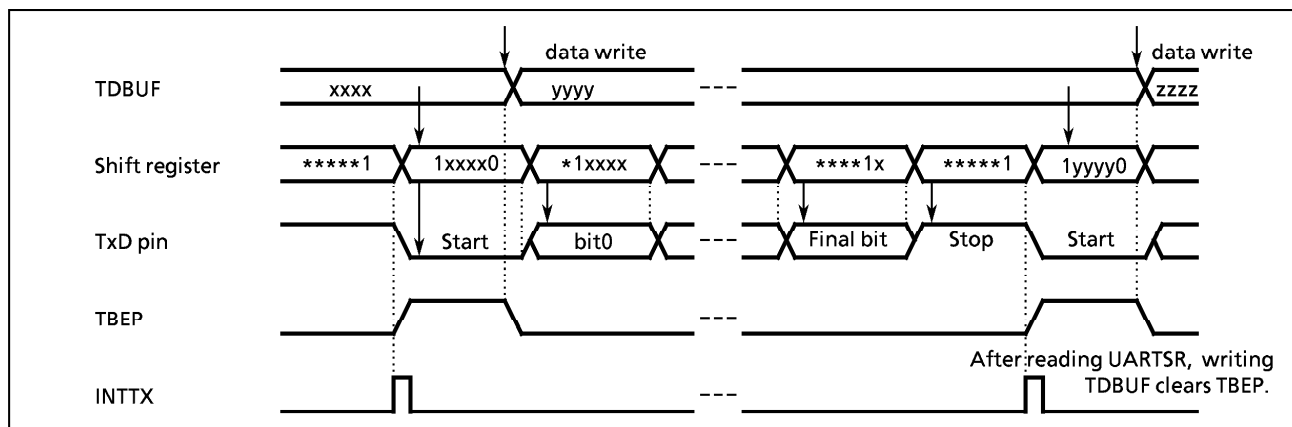 data write data write
TDBUF xxxx yyyy zzzz
Shift register *****1 1xxxx0 *1xxxx ****1x *****1 1yyyy0
TxD pin Start bit0 Final bit Stop Start
TBEP
After reading UARTSR, writing
TDBUF clears TBEP.
INTTX